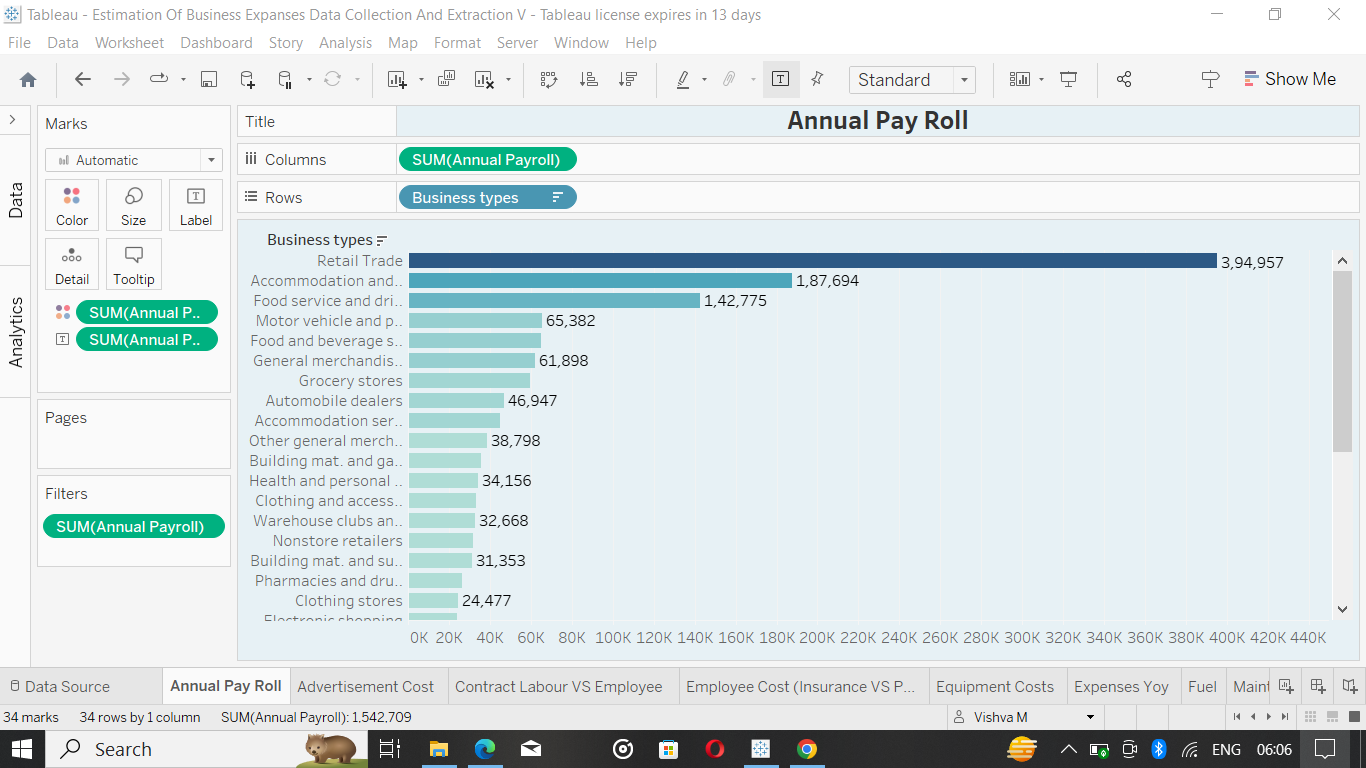 Tableau - Estimation Of Business Expanses Data Collection And Extraction V - Tableau license expires in 13 days
File Data Worksheet Dashboard Story Analysis Map Format Server Window Help
Standard
Show Me
Marks
Automatic
Color Size Label
Detail Tooltip
SUM(Annual P..
SUM(Annual P..
Pages
Filters
SUM(Annual Payroll)
Data
Analytics
Title
Annual Pay Roll
Columns SUM(Annual Payroll)
Rows Business types
Business types
Retail Trade 3,94,957
Accommodation and.. 1,87,694
Food service and dri.. 1,42,775
Motor vehicle and p.. 65,382
Food and beverage s..
General merchandis.. 61,898
Grocery stores
Automobile dealers 46,947
Accommodation ser..
Other general merch.. 38,798
Building mat. and ga..
Health and personal .. 34,156
Clothing and access..
Warehouse clubs an.. 32,668
Nonstore retailers
Building mat. and su.. 31,353
Pharmacies and dru..
Clothing stores 24,477
Electronic shopping
0K 20K 40K 60K 80K 100K 120K 140K 160K 180K 200K 220K 240K 260K 280K 300K 320K 340K 360K 380K 400K 420K 440K
Data Source Annual Pay Roll Advertisement Cost Contract Labour VS Employee Employee Cost (Insurance VS P... Equipment Costs Expenses Yoy Fuel Maint
34 marks 34 rows by 1 column SUM(Annual Payroll): 1,542,709 Vishva M
Search
ENG 06:06